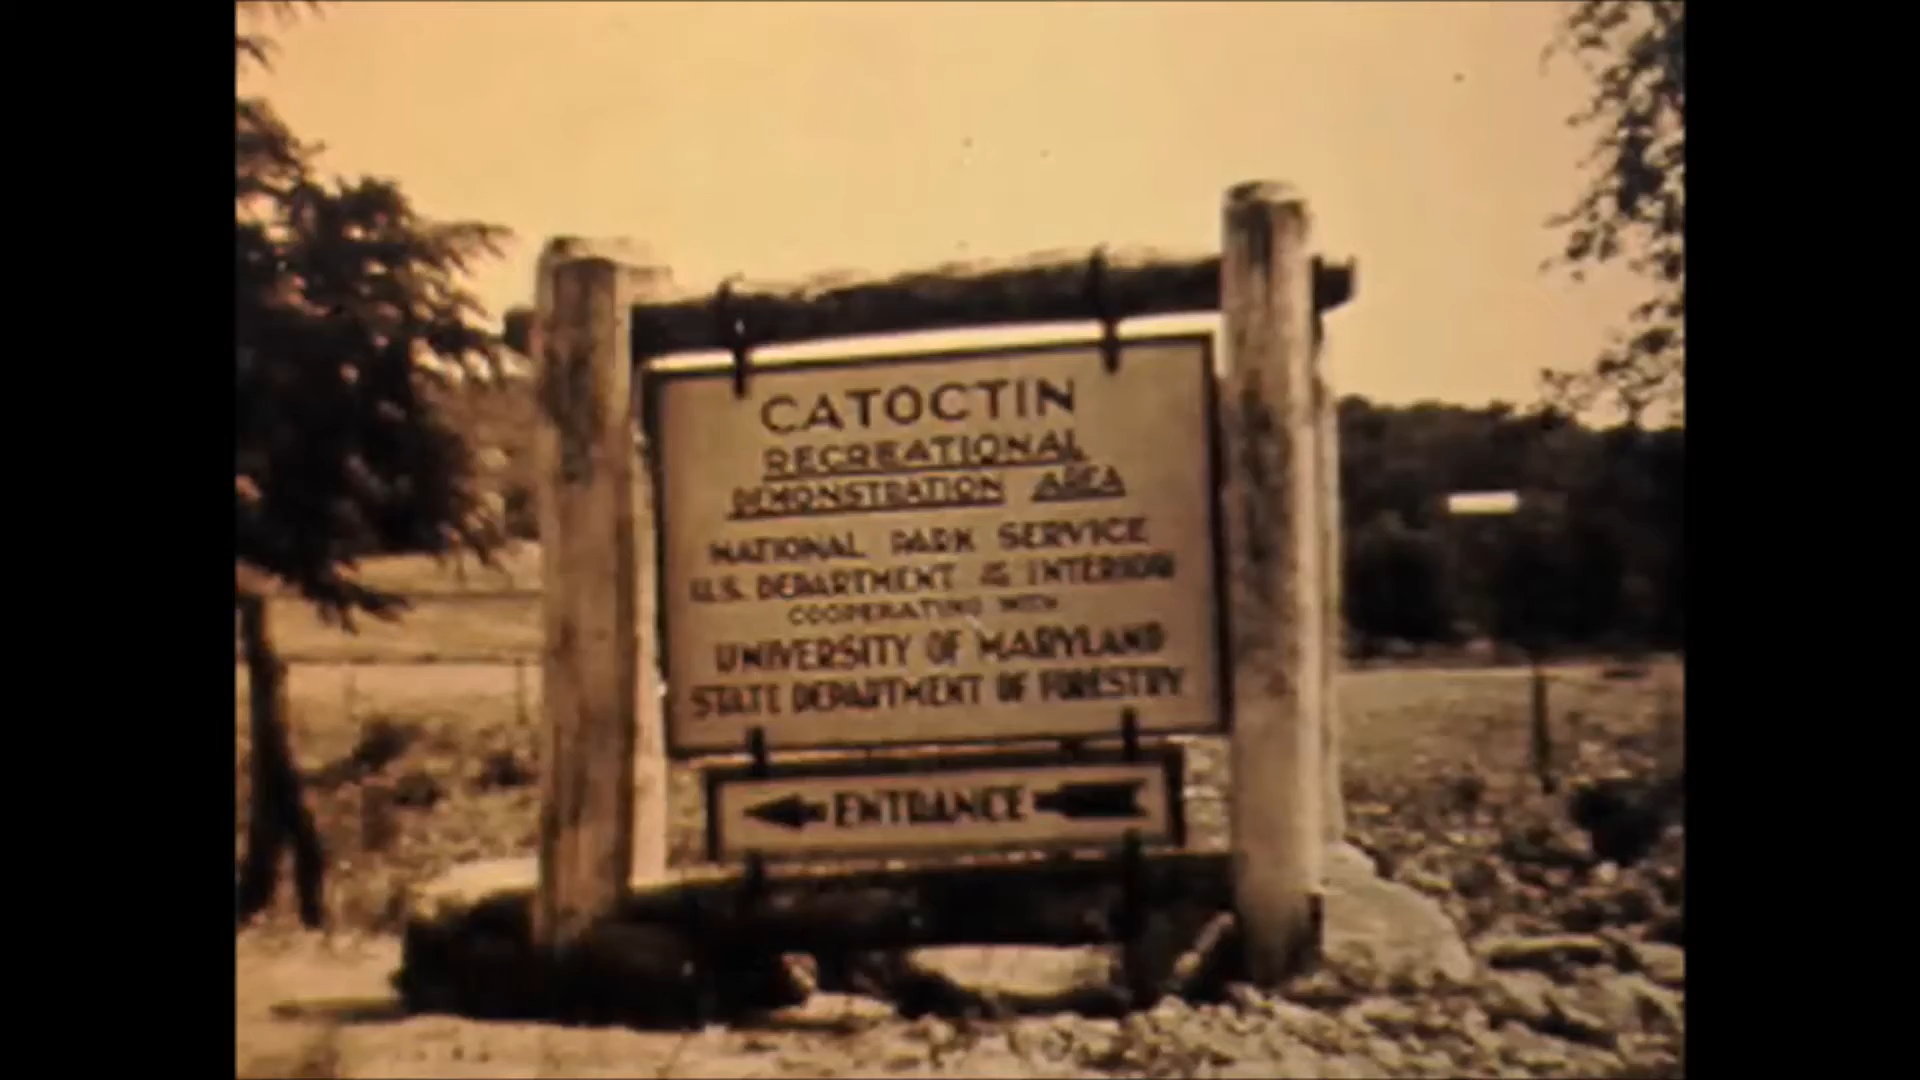 CATOCTIN
RECREATIONAL
DEMONSTRATION AREA
NATIONAL PARK SERVICE
U.S. DEPARTMENT OF THE INTERIOR
COOPERATING WITH
UNIVERSITY OF MARYLAND
STATE DEPARTMENT OF FORESTRY
ENTRANCE